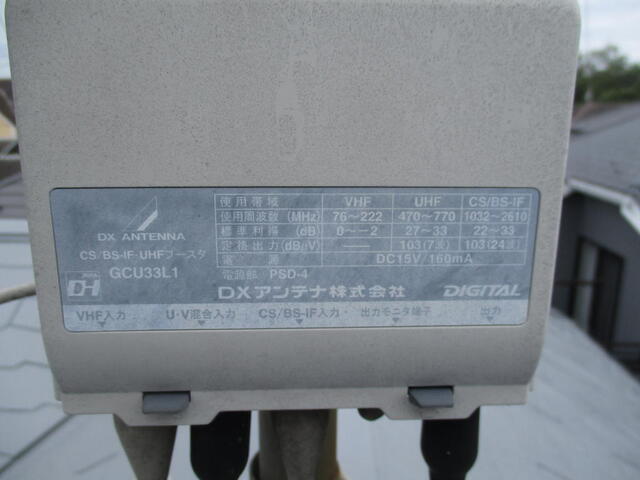 DX ANTENNA
CS/BS-IF·UHFブースタ
GCU33L1
DH
使用帯域 VHF UHF CS/BS-IF
使用周波数(MHz) 76～222 470～770 1032～2610
標準利得 (dB) 0～-2 27～33 22～33
定格出力(dBμV) 103(7波) 103(24波)
電源 DC15V/160mA
電源部 PSD-4
DXアンテナ株式会社 DIGITAL
VHF入力 U・V混合入力 CS/BS-IF入力 出力モニタ端子 出力